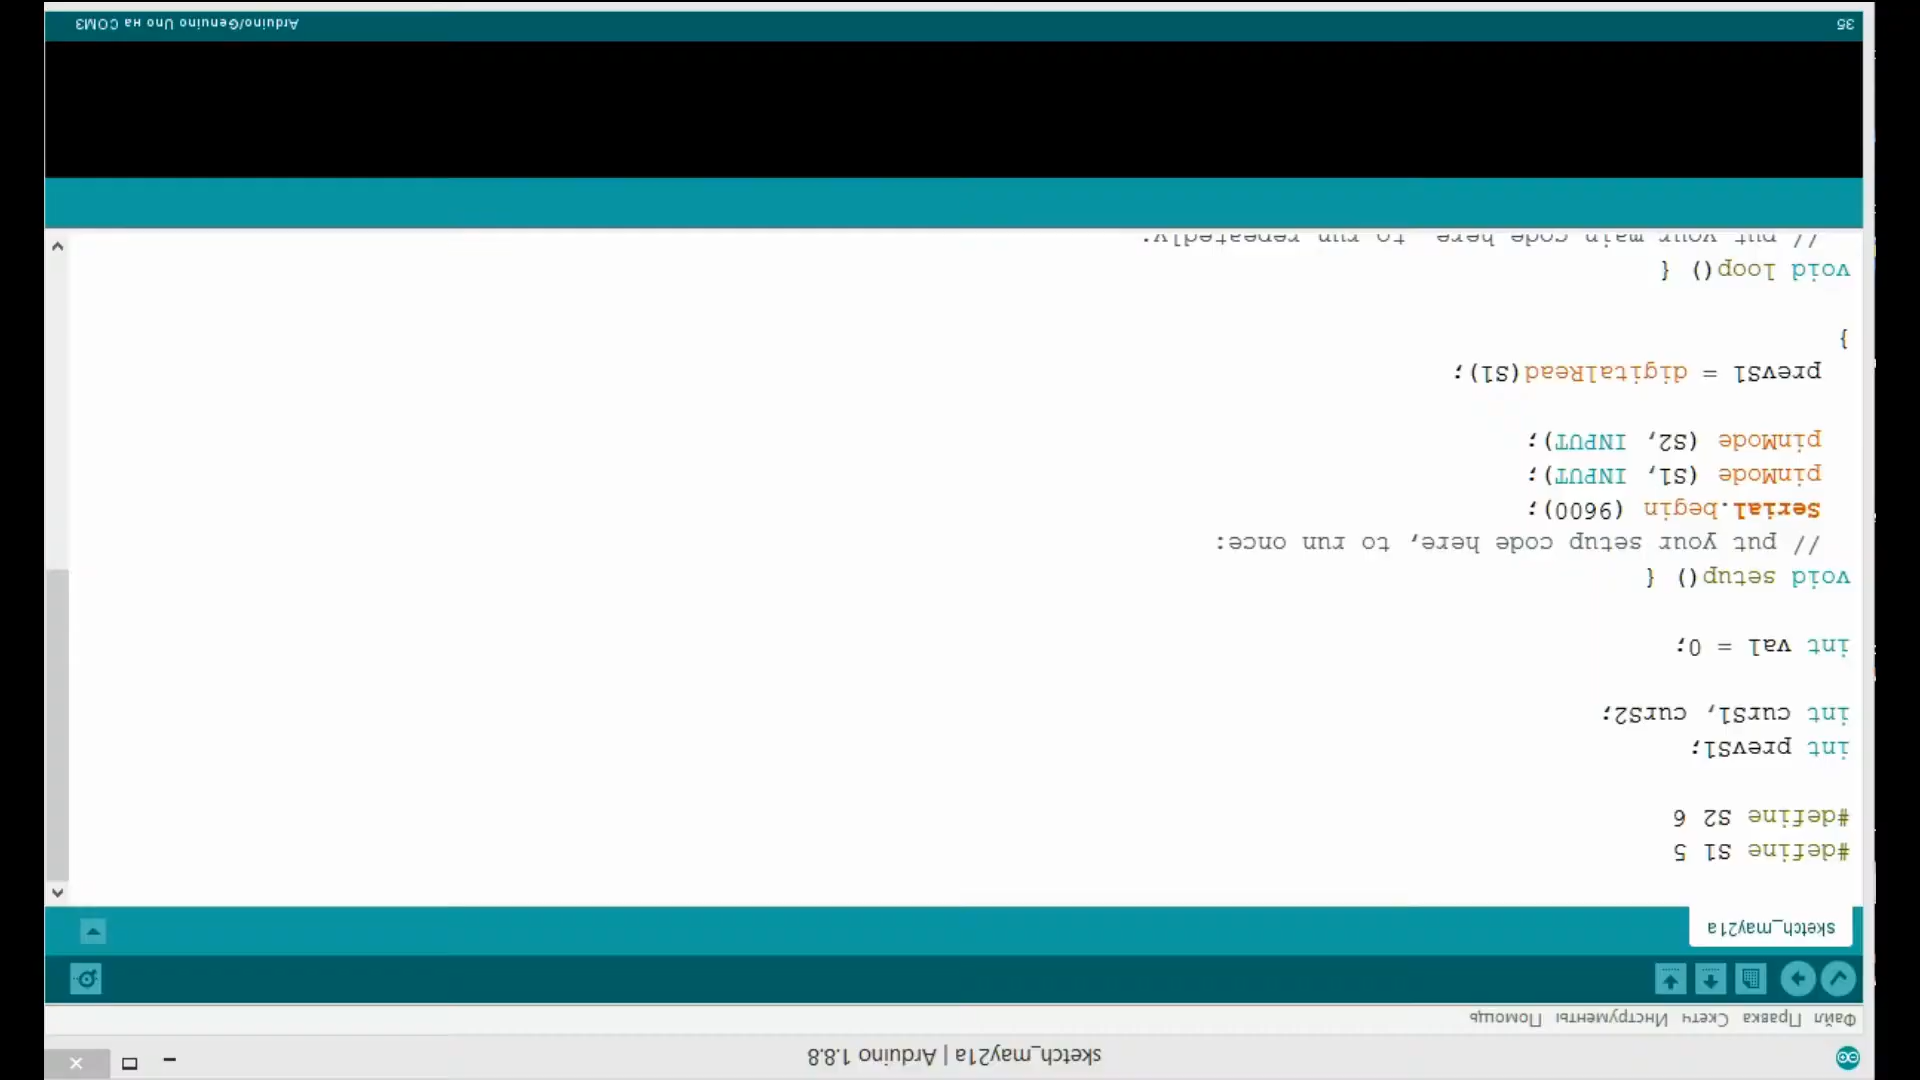 sketch_may21a | Arduino 1.8.8
Файл Правка Скетч Инструменты Помощь
sketch_may21a
#define S1 5
#define S2 6
int prevS1;
int curS1, curS2;
int val = 0;
void setup() {
// put your setup code here, to run once:
Serial.begin (9600);
pinMode (S1, INPUT);
pinMode (S2, INPUT);
prevS1 = digitalRead(S1);
}
void loop() {
// put your main code here, to run repeatedly:
35
Arduino/Genuino Uno на COM3